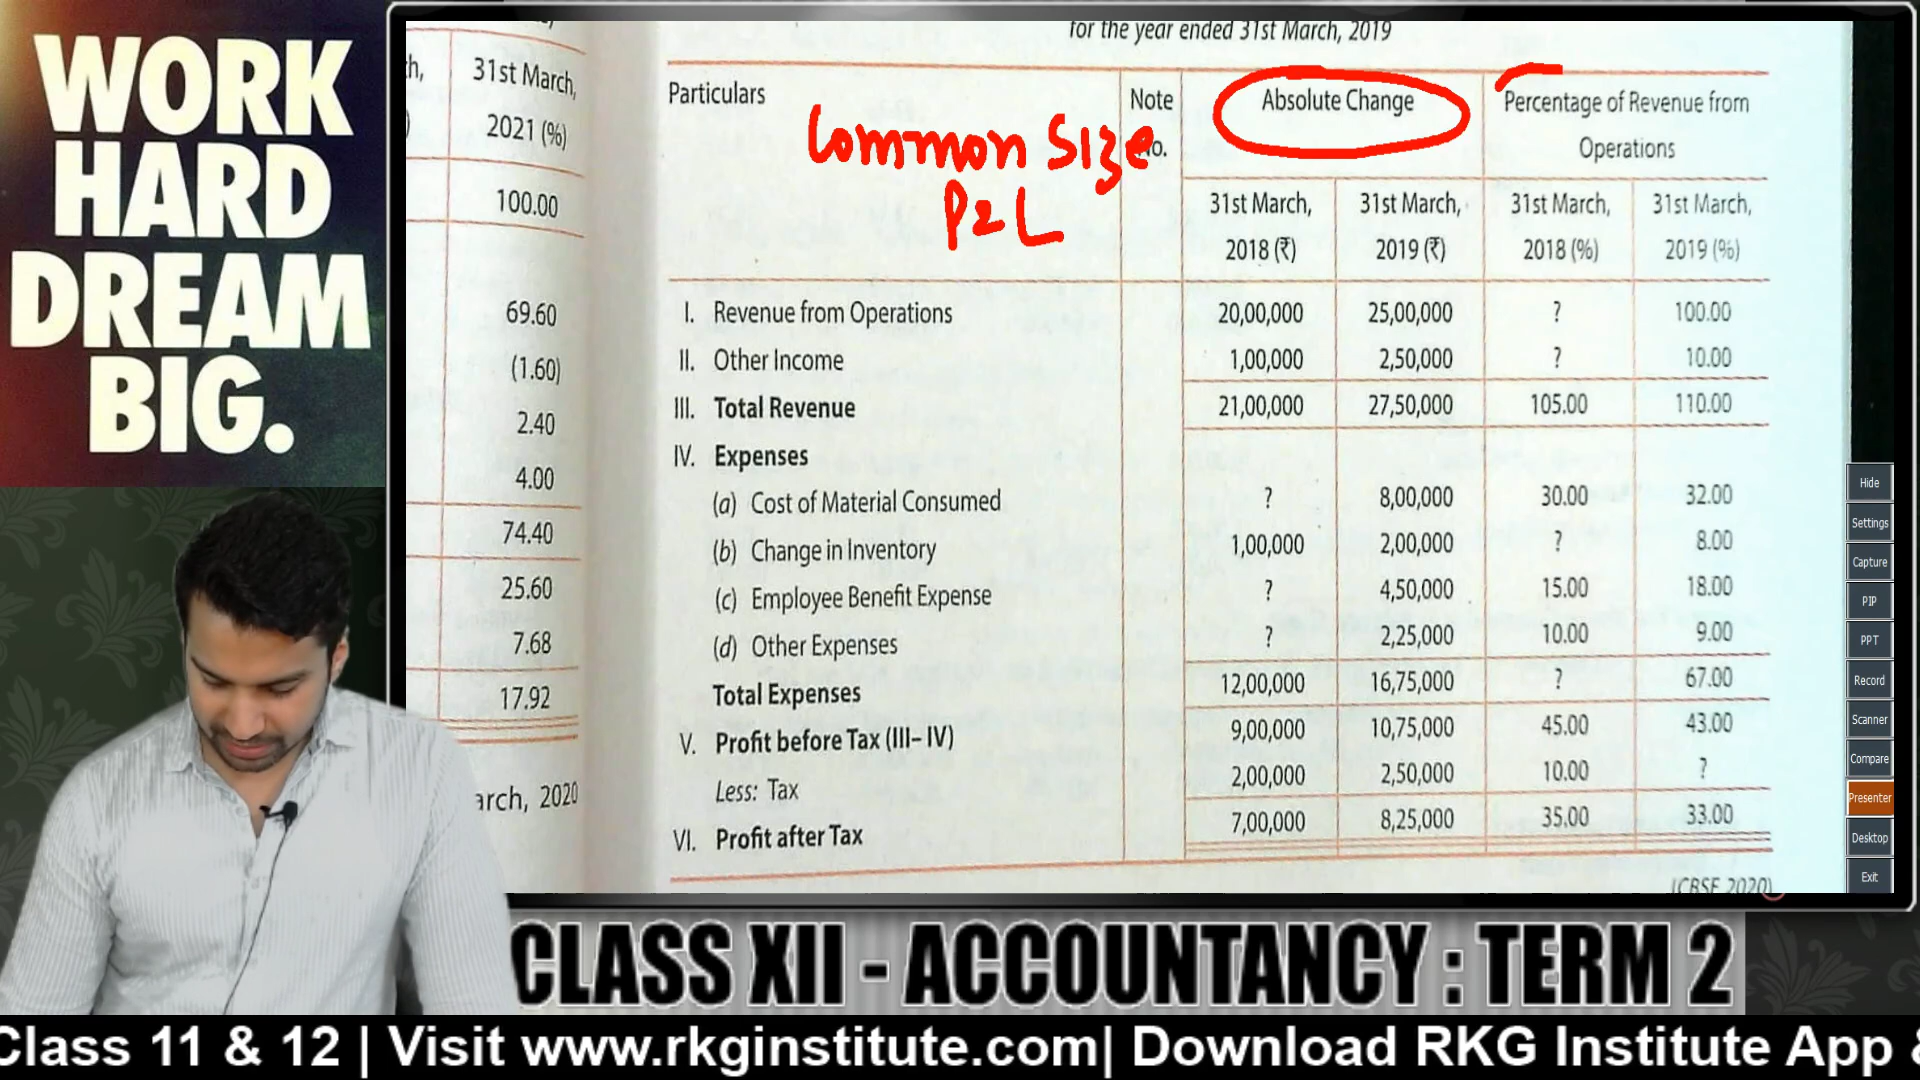 WORK
HARD
DREAM
BIG.
31st March,
2021 (%)
100.00
69.60
(1.60)
2.40
4.00
74.40
25.60
7.68
17.92
arch, 2020
for the year ended 31st March, 2019
Particulars Note No. Absolute Change Percentage of Revenue from Operations
Common Size
P2L
31st March, 2018 (₹) 31st March, 2019 (₹) 31st March, 2018 (%) 31st March, 2019 (%)
I. Revenue from Operations 20,00,000 25,00,000 ? 100.00
II. Other Income 1,00,000 2,50,000 ? 10.00
III. Total Revenue 21,00,000 27,50,000 105.00 110.00
IV. Expenses
(a) Cost of Material Consumed ? 8,00,000 30.00 32.00
(b) Change in Inventory 1,00,000 2,00,000 ? 8.00
(c) Employee Benefit Expense ? 4,50,000 15.00 18.00
(d) Other Expenses ? 2,25,000 10.00 9.00
Total Expenses 12,00,000 16,75,000 ? 67.00
V. Profit before Tax (III–IV) 9,00,000 10,75,000 45.00 43.00
Less: Tax 2,00,000 2,50,000 10.00 ?
VI. Profit after Tax 7,00,000 8,25,000 35.00 33.00
(CBSE 2020)
Hide
Settings
Capture
PIP
PPT
Record
Scanner
Compare
Presenter
Desktop
Exit
CLASS XII - ACCOUNTANCY : TERM 2
Class 11 & 12 | Visit www.rkginstitute.com| Download RKG Institute App &